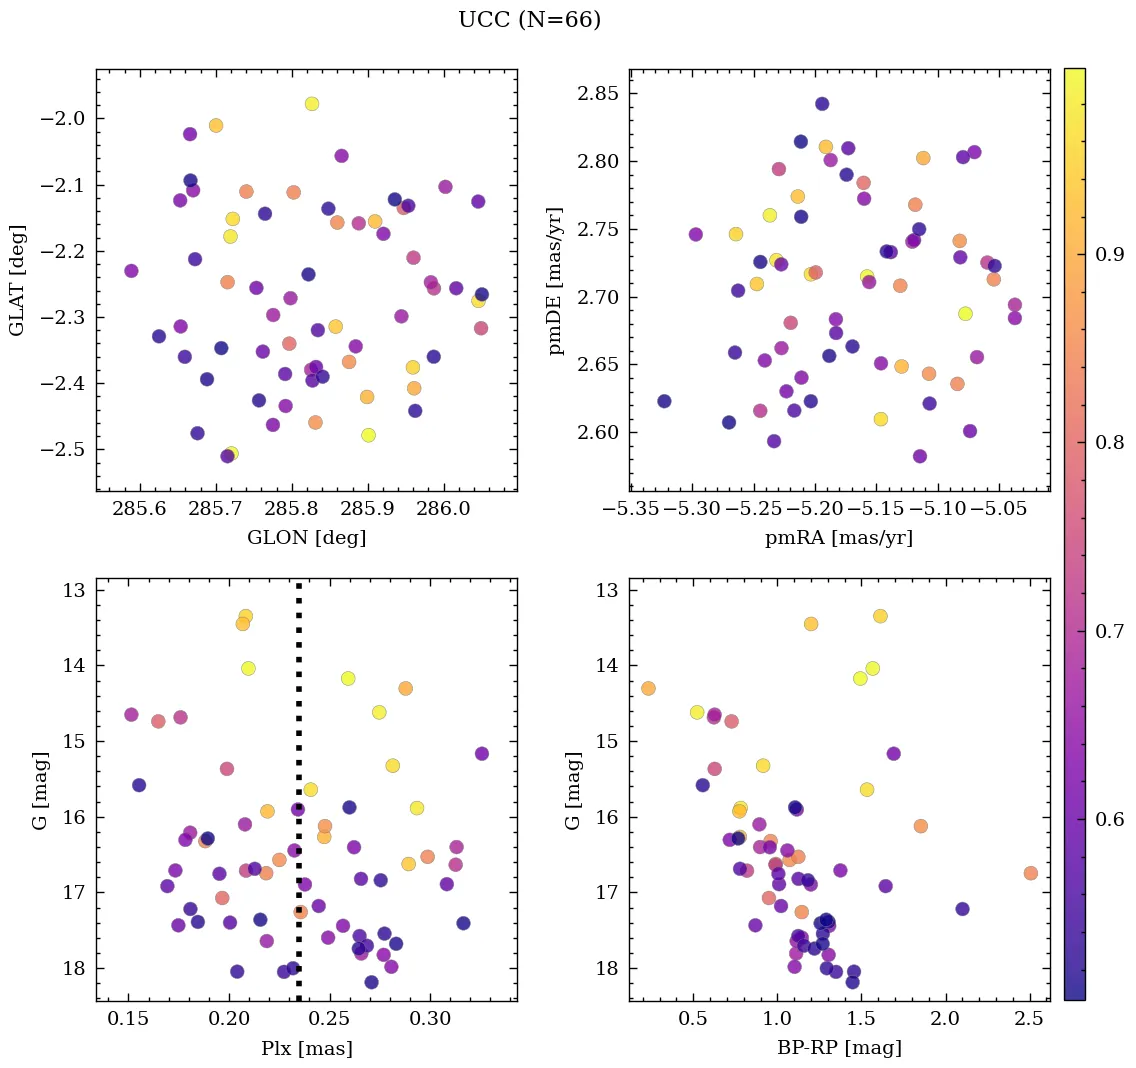 UCC (N=66)
−2.0
−2.1
−2.2
−2.3
−2.4
−2.5
GLAT [deg]
285.6 285.7 285.8 285.9 286.0
GLON [deg]
2.85
2.80
2.75
2.70
2.65
2.60
pmDE [mas/yr]
−5.35 −5.30 −5.25 −5.20 −5.15 −5.10 −5.05
pmRA [mas/yr]
13
14
15
16
17
18
G [mag]
0.15 0.20 0.25 0.30
Plx [mas]
13
14
15
16
17
18
G [mag]
0.5 1.0 1.5 2.0 2.5
BP-RP [mag]
0.9
0.8
0.7
0.6